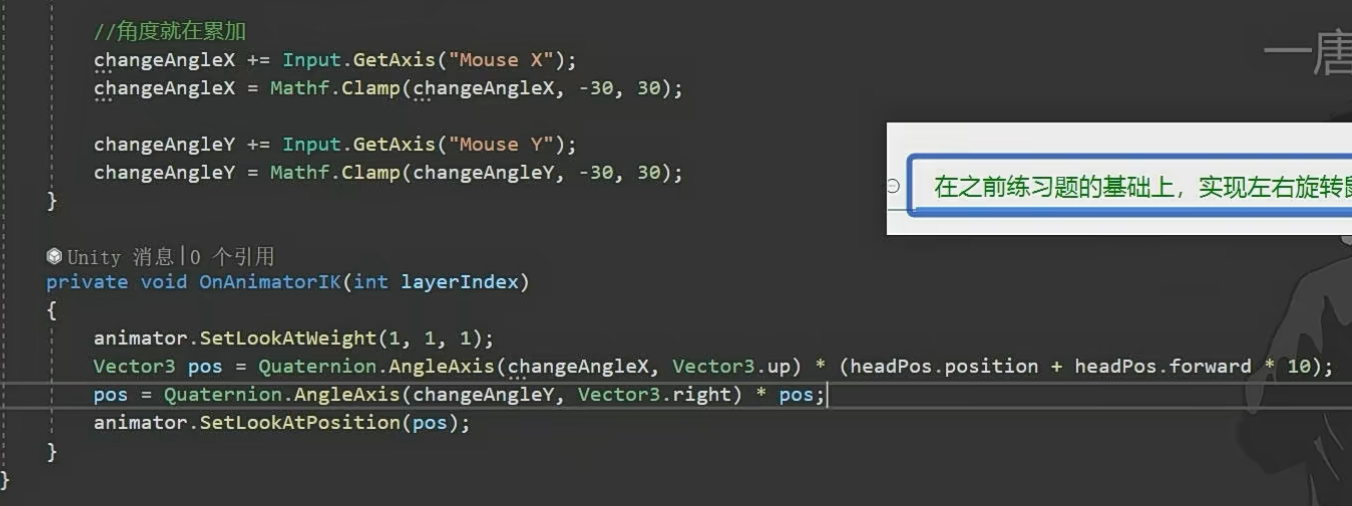 //角度就在累加
changeAngleX += Input.GetAxis("Mouse X");
changeAngleX = Mathf.Clamp(changeAngleX, -30, 30);
changeAngleY += Input.GetAxis("Mouse Y");
changeAngleY = Mathf.Clamp(changeAngleY, -30, 30);
}
一唐
在之前练习题的基础上，实现左右旋转
Unity 消息|0 个引用
private void OnAnimatorIK(int layerIndex)
{
animator.SetLookAtWeight(1, 1, 1);
Vector3 pos = Quaternion.AngleAxis(changeAngleX, Vector3.up) * (headPos.position + headPos.forward * 10);
pos = Quaternion.AngleAxis(changeAngleY, Vector3.right) * pos;
animator.SetLookAtPosition(pos);
}
}